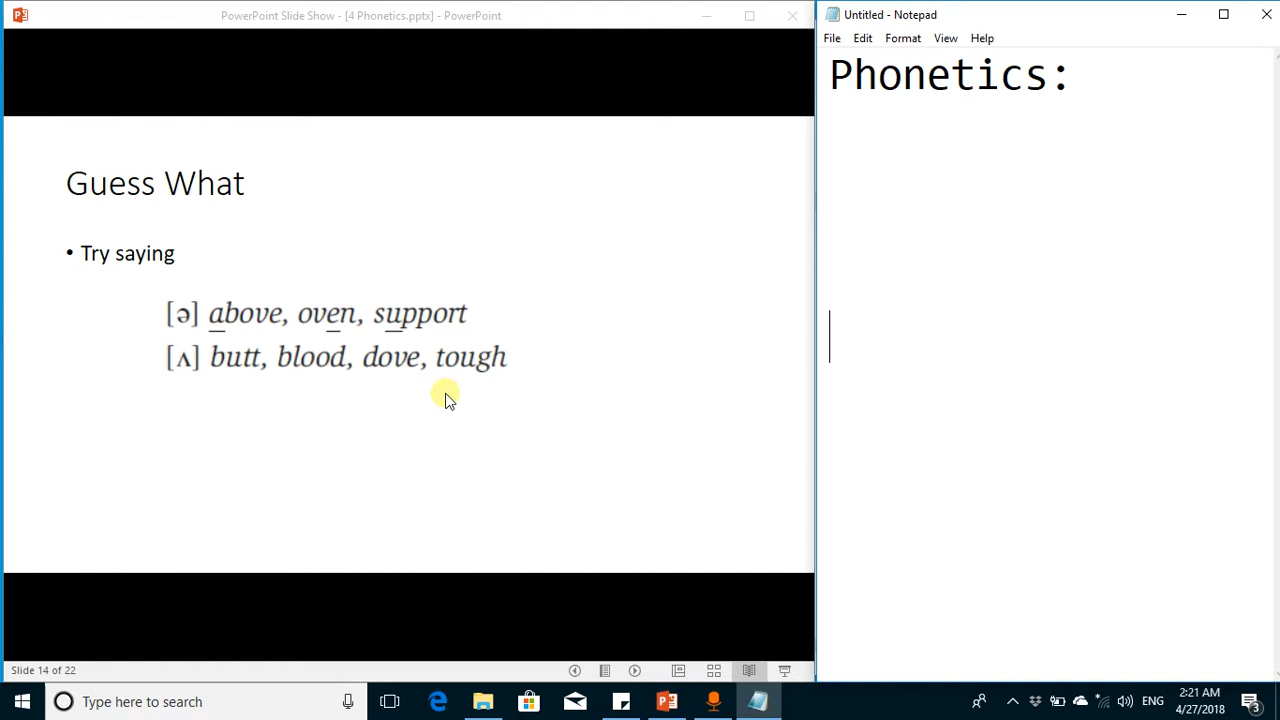 PowerPoint Slide Show - [4 Phonetics.pptx] - PowerPoint
Untitled - Notepad
File Edit Format View Help
Phonetics:
Guess What
• Try saying
[ə] above, oven, support
[ʌ] butt, blood, dove, tough
Slide 14 of 22
Type here to search
ENG
2:21 AM
4/27/2018
3